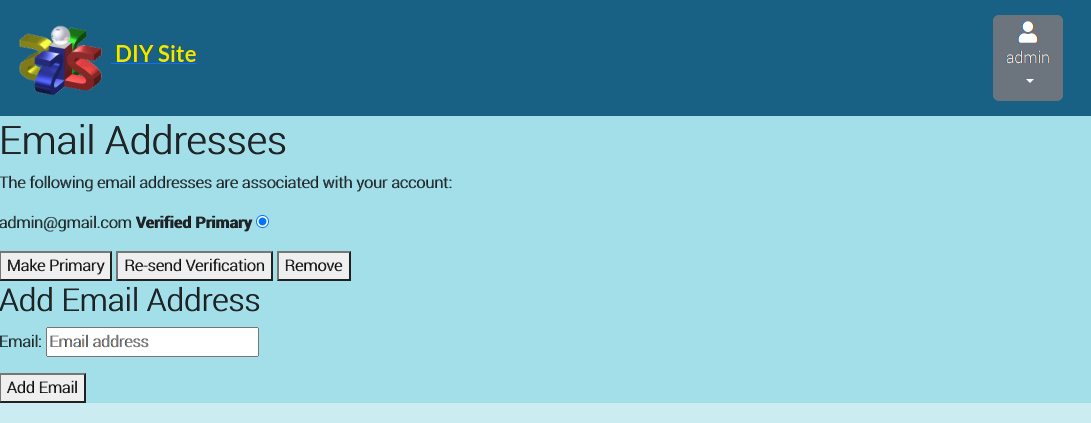 DIY Site
admin
Email Addresses
The following email addresses are associated with your account:
admin@gmail.com Verified Primary
Make Primary Re-send Verification Remove
Add Email Address
Email: Email address
Add Email